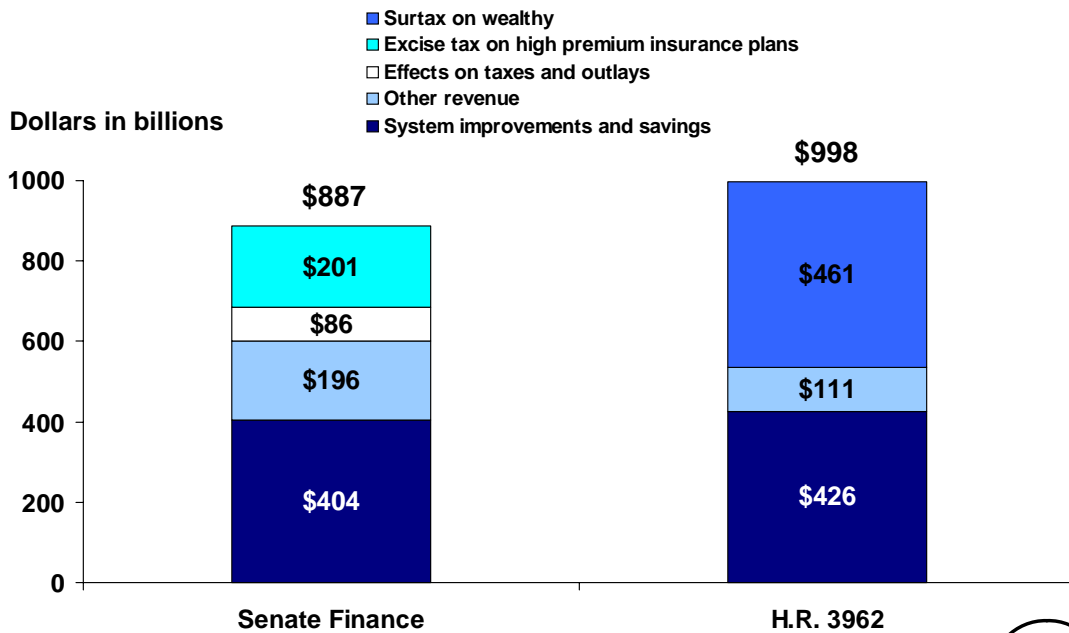 Surtax on wealthy
Excise tax on high premium insurance plans
Effects on taxes and outlays
Other revenue
System improvements and savings
Dollars in billions
$998
1000
$887
800
$201
$461
600
$86
$196
$111
400
$404
$426
200
0
Senate Finance
H.R. 3962